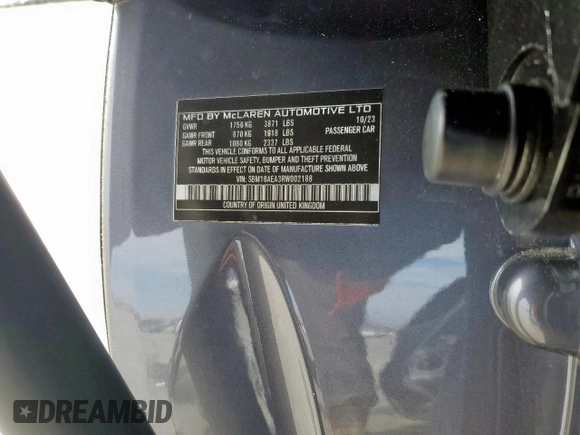 MFD BY McLAREN AUTOMOTIVE LTD
GVWR 1756 KG 3871 LBS 10/23
GAWR FRONT 870 KG 1918 LBS PASSENGER CAR
GAWR REAR 1060 KG 2337 LBS
THIS VEHICLE CONFORMS TO ALL APPLICABLE FEDERAL
MOTOR VEHICLE SAFETY, BUMPER AND THEFT PREVENTION
STANDARDS IN EFFECT ON DATE OF MANUFACTURE SHOWN ABOVE
VIN: SBM16AEA3RW002188
COUNTRY OF ORIGIN UNITED KINGDOM
DREAMBID